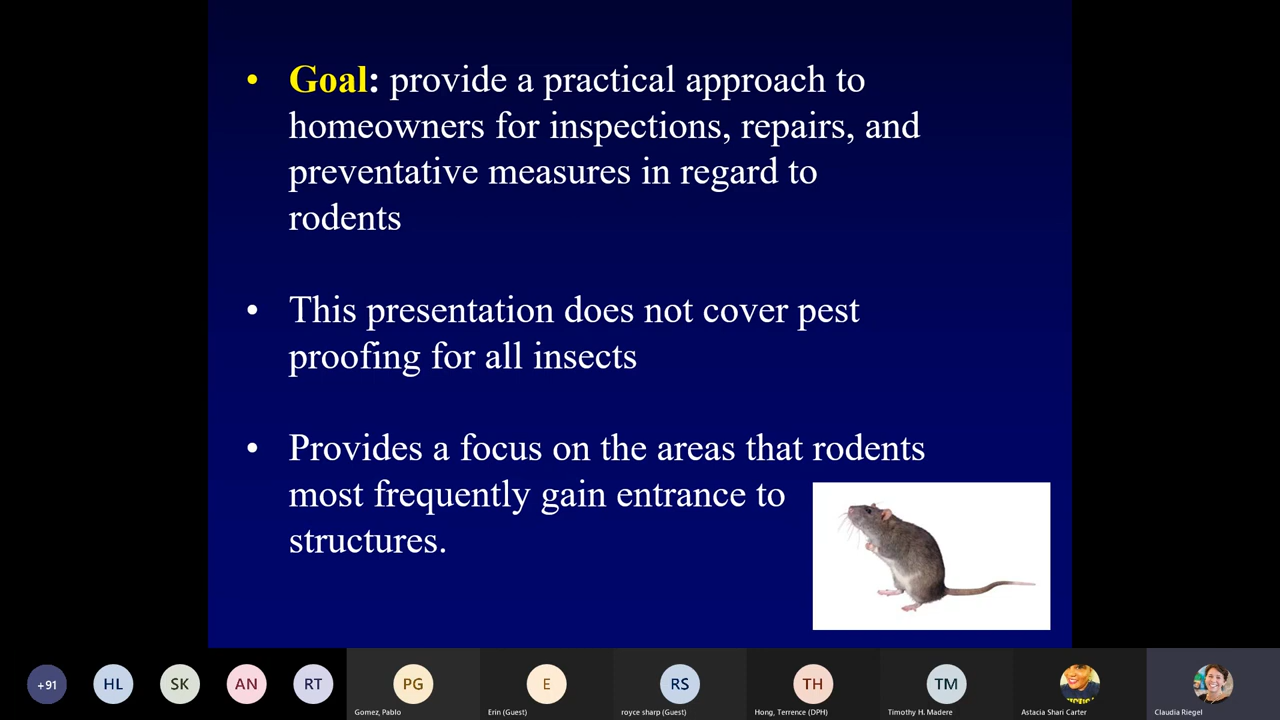 • Goal: provide a practical approach to
homeowners for inspections, repairs, and
preventative measures in regard to
rodents
• This presentation does not cover pest
proofing for all insects
• Provides a focus on the areas that rodents
most frequently gain entrance to
structures.
+91 HL SK AN RT PG E RS TH TM
Gomez, Pablo Erin (Guest) royce sharp (Guest) Hong, Terrence (DPH) Timothy H. Madere Astacia Shari Carter Claudia Riegel